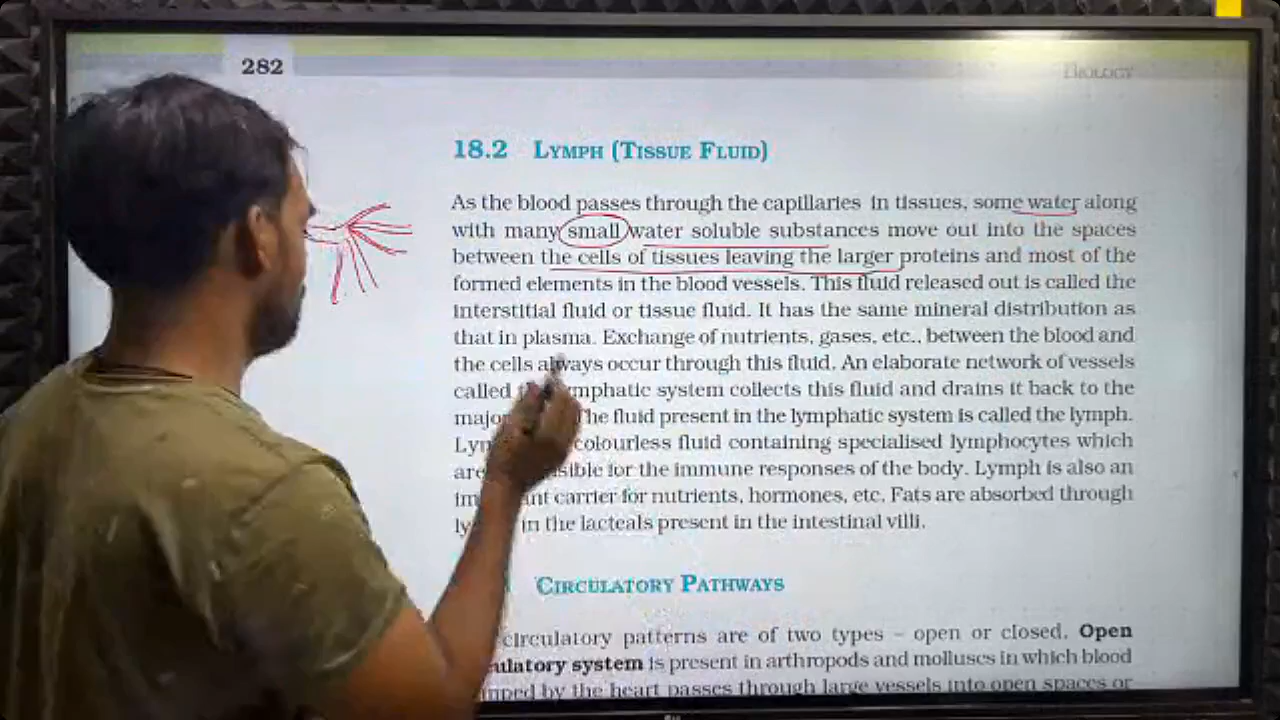 282
BIOLOGY
18.2 LYMPH (TISSUE FLUID)
As the blood passes through the capillaries in tissues, some water along
with many small water soluble substances move out into the spaces
between the cells of tissues leaving the larger proteins and most of the
formed elements in the blood vessels. This fluid released out is called the
interstitial fluid or tissue fluid. It has the same mineral distribution as
that in plasma. Exchange of nutrients, gases, etc., between the blood and
the cells always occur through this fluid. An elaborate network of vessels
called lymphatic system collects this fluid and drains it back to the
major The fluid present in the lymphatic system is called the lymph.
colourless fluid containing specialised lymphocytes which
are for the immune responses of the body. Lymph is also an
carrier for nutrients, hormones, etc. Fats are absorbed through
in the lacteals present in the intestinal villi.
CIRCULATORY PATHWAYS
circulatory patterns are of two types – open or closed. Open
system is present in arthropods and molluscs in which blood
by the heart passes through large vessels into open spaces or